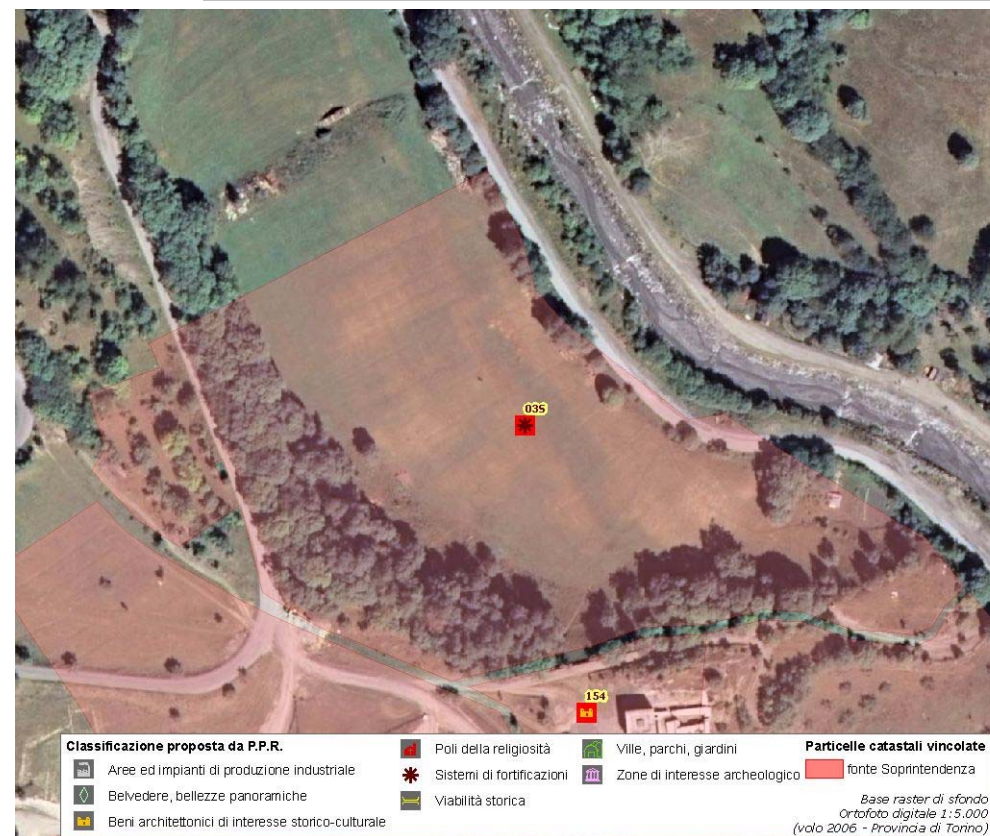 035
154
Classificazione proposta da P.P.R.
Aree ed impianti di produzione industriale
Belvedere, bellezze panoramiche
Beni architettonici di interesse storico-culturale
Poli della religiosità
Sistemi di fortificazioni
Viabilità storica
Ville, parchi, giardini
Zone di interesse archeologico
Particelle catastali vincolate
fonte Soprintendenza
Base raster di sfondo
Ortofoto digitale 1:5.000
(volo 2006 - Provincia di Torino)